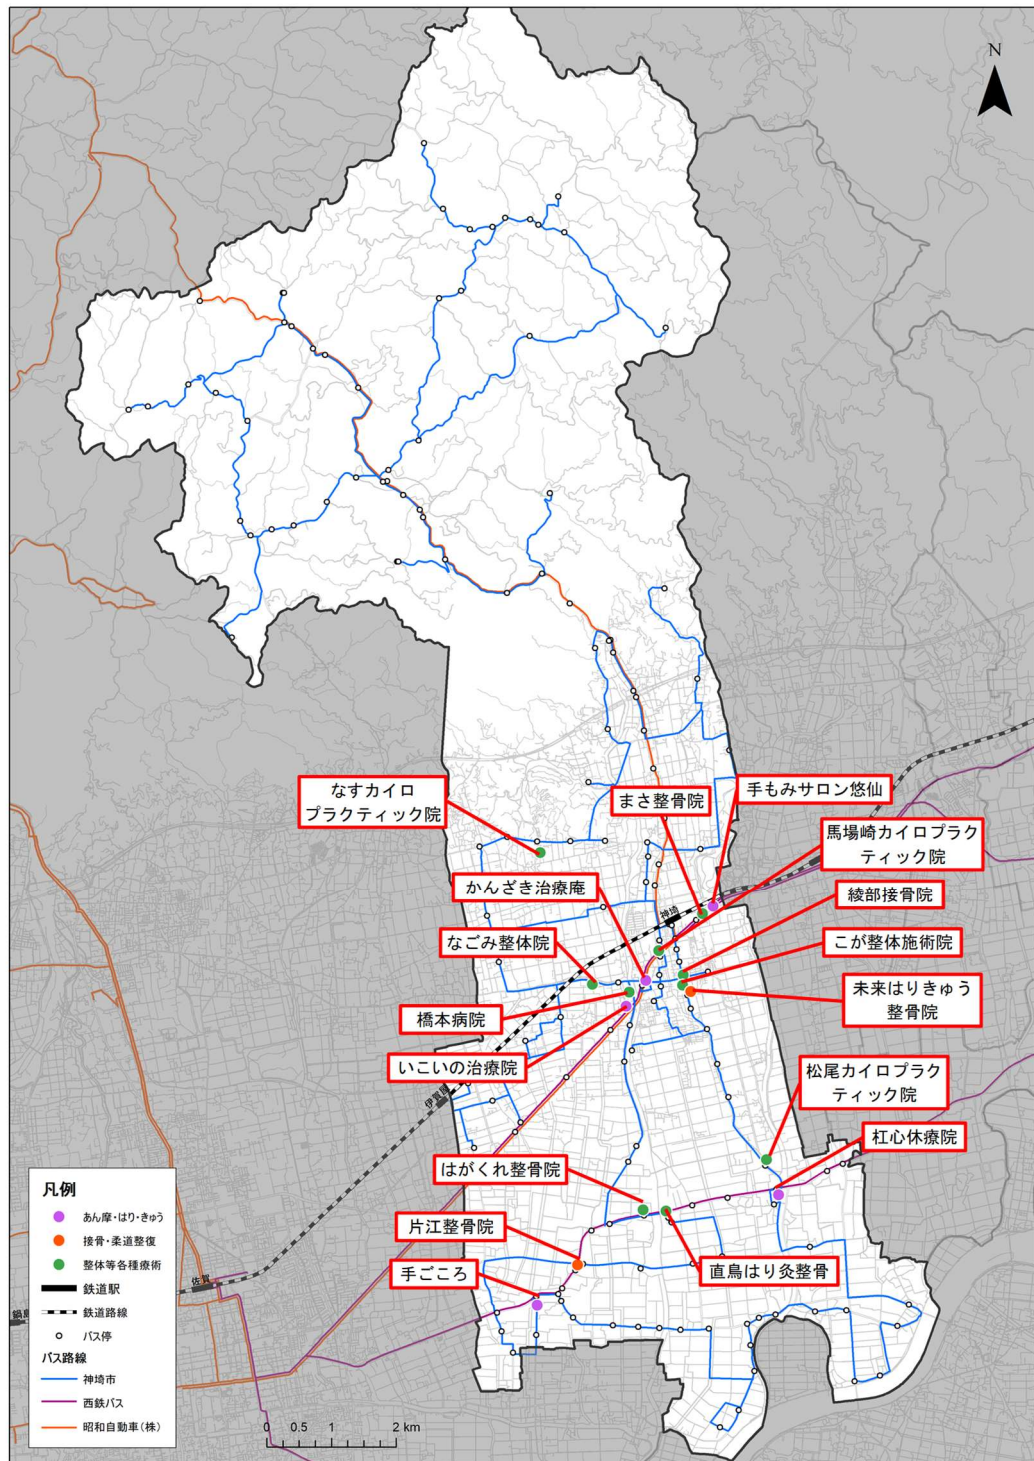 N
なすカイロ
プラクティック院
まさ整骨院
手もみサロン悠仙
馬場崎カイロプラク
ティック院
かんざき治療庵
綾部接骨院
神埼
なごみ整体院
こが整体施術院
橋本病院
未来はりきゅう
整骨院
いこいの治療院
松尾カイロプラク
ティック院
伊賀屋
杠心休療院
はがくれ整骨院
片江整骨院
直鳥はり灸整骨
手ごころ
佐賀
鍋島
凡例
あん摩・はり・きゅう
接骨・柔道整復
整体等各種療術
鉄道駅
鉄道路線
バス停
バス路線
神埼市
西鉄バス
昭和自動車(株)
0 0.5 1 2 km